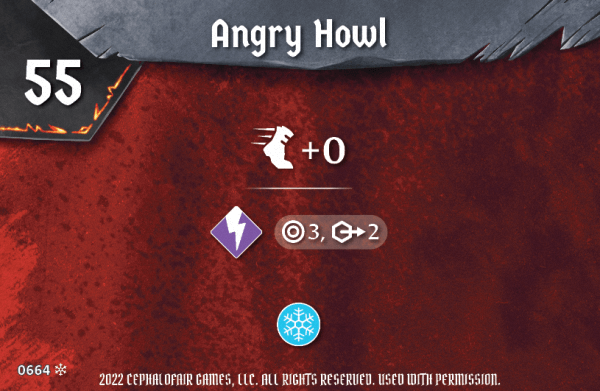 Angry Howl
55
+0
3, 2
0664
2022 CEPHALOFAIR GAMES, LLC. ALL RIGHTS RESERVED. USED WITH PERMISSION.